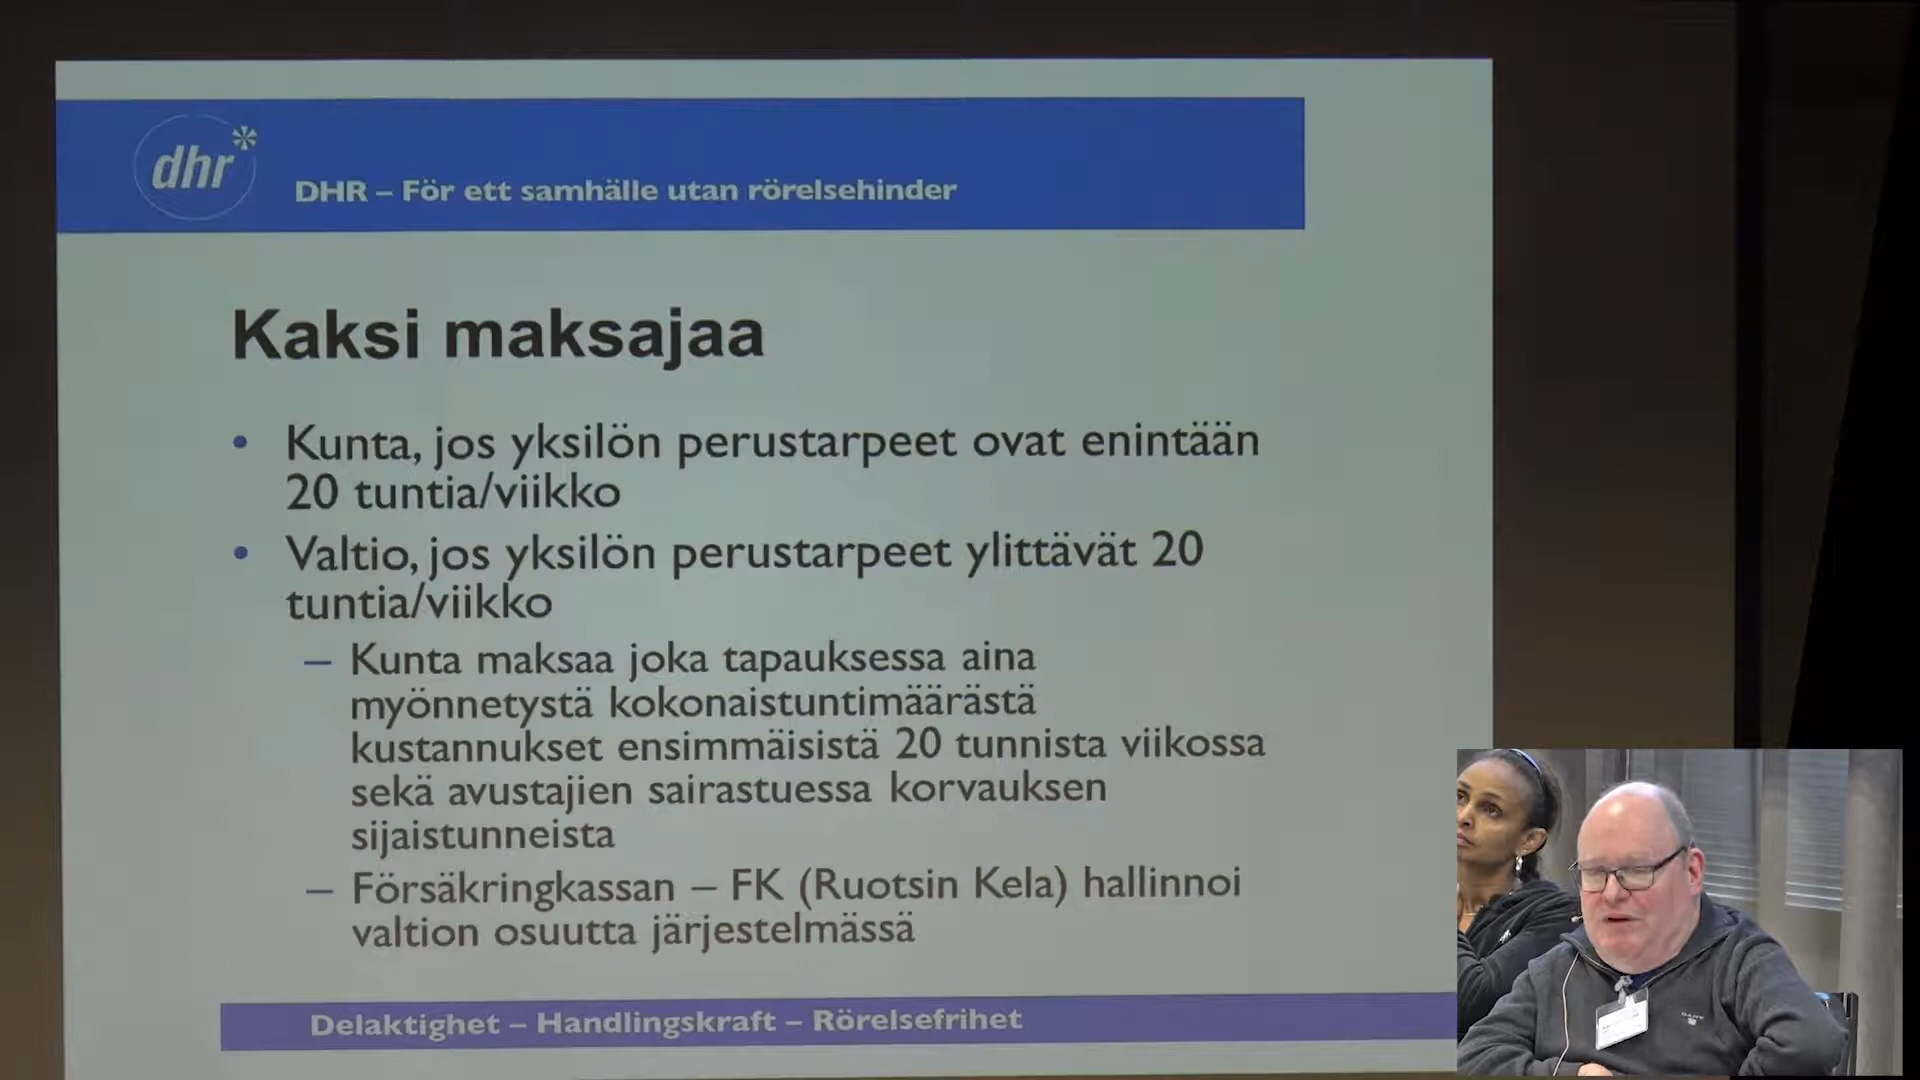 dhr
DHR – För ett samhälle utan rörelsehinder
Kaksi maksajaa
• Kunta, jos yksilön perustarpeet ovat enintään
20 tuntia/viikko
• Valtio, jos yksilön perustarpeet ylittävät 20
tuntia/viikko
– Kunta maksaa joka tapauksessa aina
myönnetystä kokonaistuntimäärästä
kustannukset ensimmäisistä 20 tunnista viikossa
sekä avustajien sairastuessa korvauksen
sijaistunneista
– Försäkringkassan – FK (Ruotsin Kela) hallinnoi
valtion osuutta järjestelmässä
Delaktighet – Handlingskraft – Rörelsefrihet
GANT